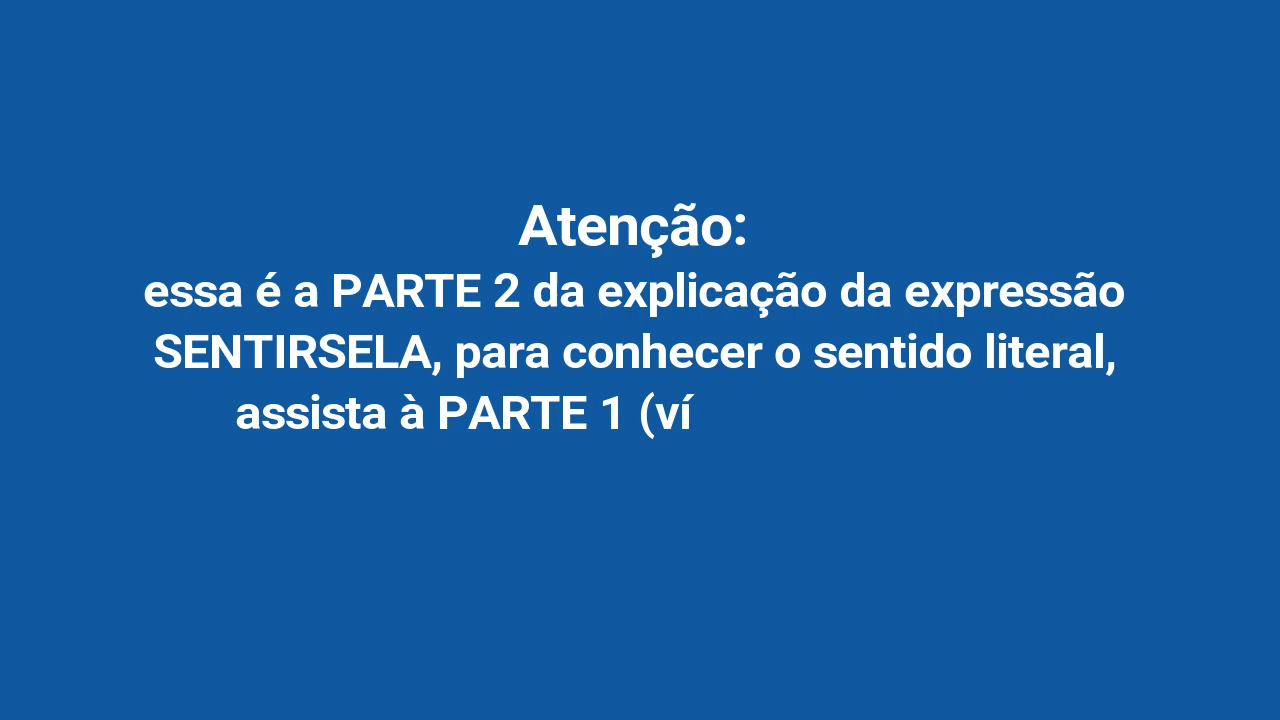 Atenção:
essa é a PARTE 2 da explicação da expressão
SENTIRSELA, para conhecer o sentido literal,
assista à PARTE 1 (ví